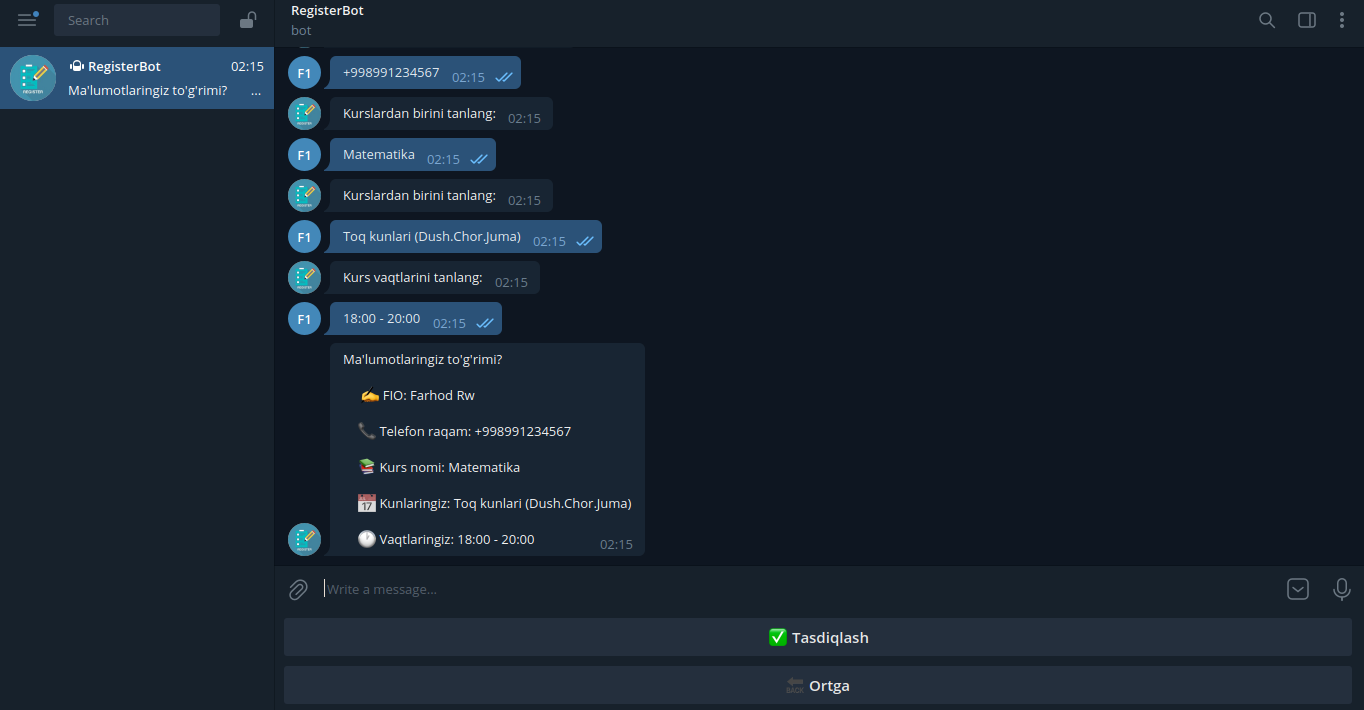 Search
RegisterBot
bot
RegisterBot 02:15
Ma'lumotlaringiz to'g'rimi? ...
F1 +998991234567 02:15
Kurslardan birini tanlang: 02:15
F1 Matematika 02:15
Kurslardan birini tanlang: 02:15
F1 Toq kunlari (Dush.Chor.Juma) 02:15
Kurs vaqtlarini tanlang: 02:15
F1 18:00 - 20:00 02:15
Ma'lumotlaringiz to'g'rimi?
✍️ FIO: Farhod Rw
📞 Telefon raqam: +998991234567
📚 Kurs nomi: Matematika
📅 Kunlaringiz: Toq kunlari (Dush.Chor.Juma)
🕐 Vaqtlaringiz: 18:00 - 20:00 02:15
Write a message...
✅ Tasdiqlash
🔙 Ortga